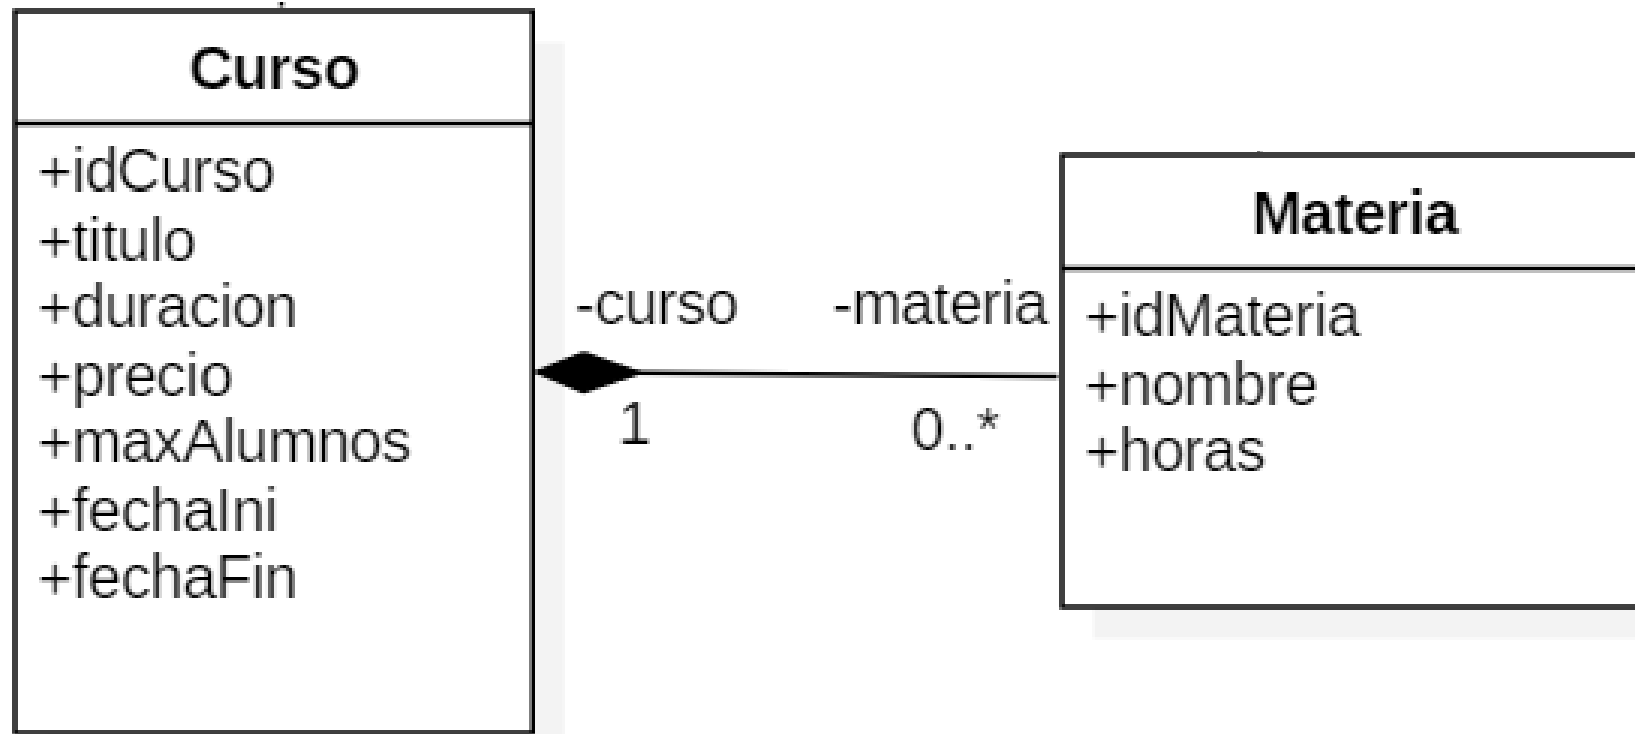 Curso
+idCurso
+titulo
+duracion
+precio
+maxAlumnos
+fechaIni
+fechaFin
-curso
-materia
1
0..*
Materia
+idMateria
+nombre
+horas